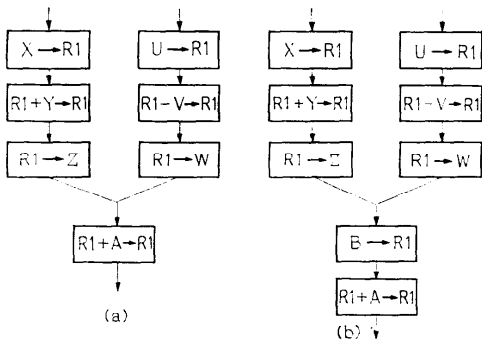 X→R1
U→R1
X→R1
U→R1
R1+Y→R1
R1-V→R1
R1+Y→R1
R1-V→R1
R1→Z
R1→W
R1→Z
R1→W
R1+A→R1
B→R1
R1+A→R1
(a)
(b)